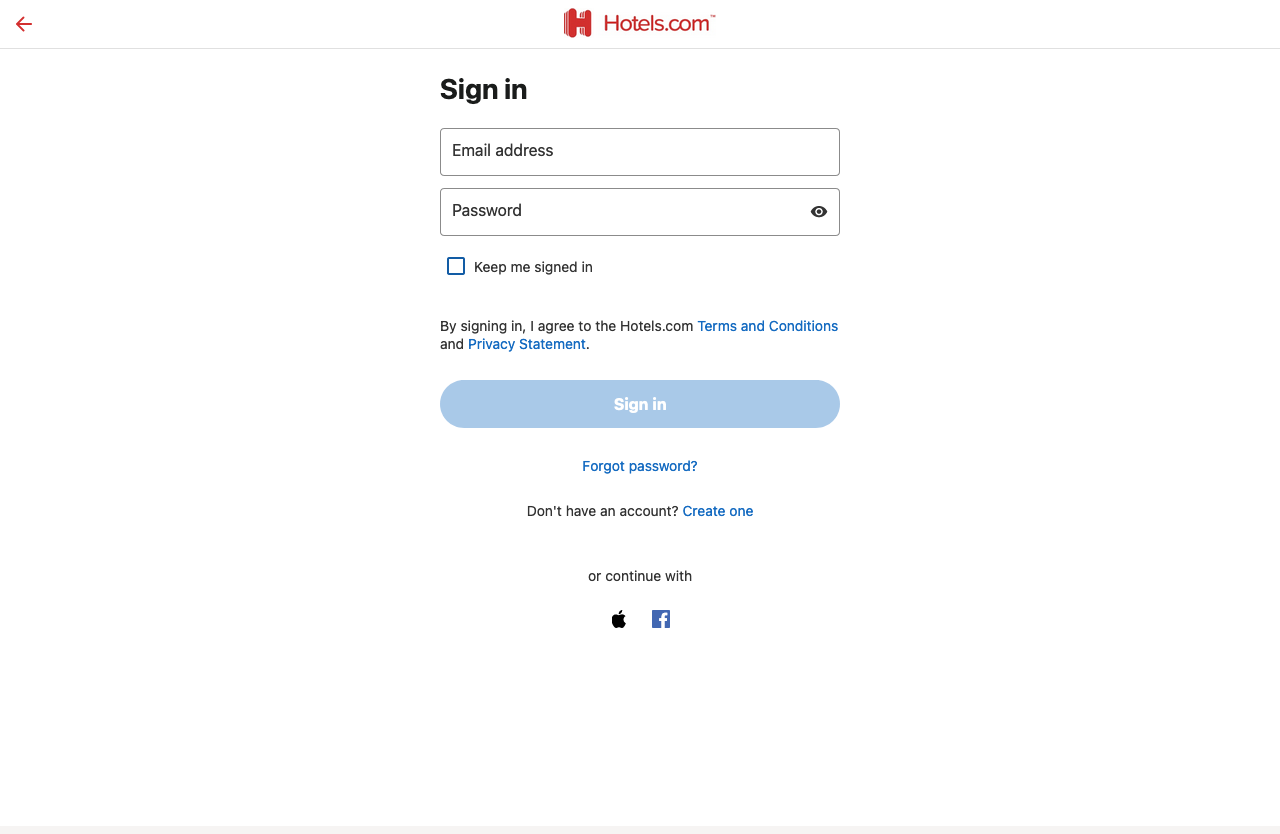 Hotels.com™
Sign in
Email address
Password
Keep me signed in
By signing in, I agree to the Hotels.com Terms and Conditions
and Privacy Statement.
Sign in
Forgot password?
Don't have an account? Create one
or continue with